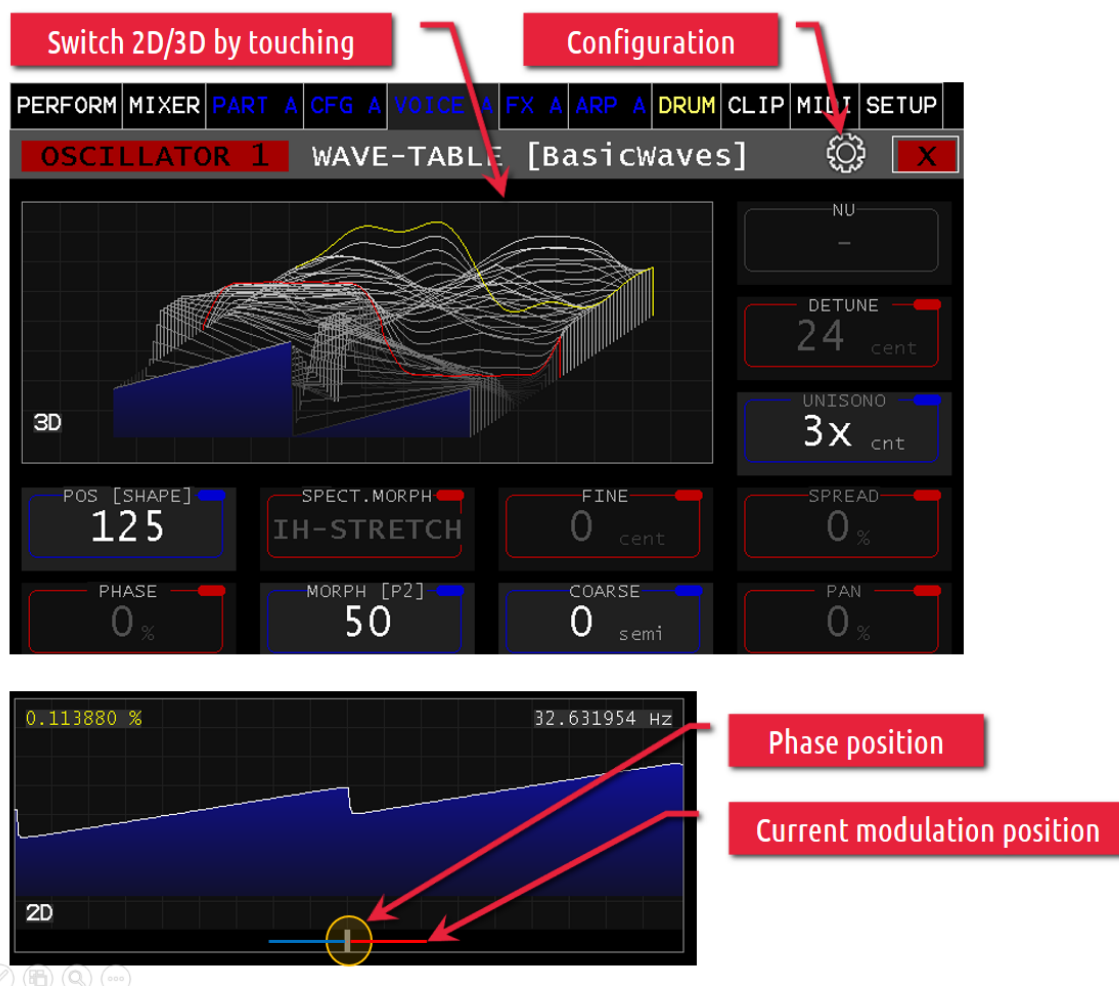 Switch 2D/3D by touching
Configuration
PERFORM MIXER PART A CFG A VOICE A FX A ARP A DRUM CLIP MIDI SETUP
OSCILLATOR 1 WAVE-TABLE [BasicWaves] X
NU
-
DETUNE
24 cent
UNISONO
3x cnt
3D
POS [SHAPE] SPECT.MORPH FINE SPREAD
125 IH-STRETCH 0 cent 0 %
PHASE MORPH [P2] COARSE PAN
0 % 50 0 semi 0 %
0.113880 % 32.631954 Hz
Phase position
Current modulation position
2D